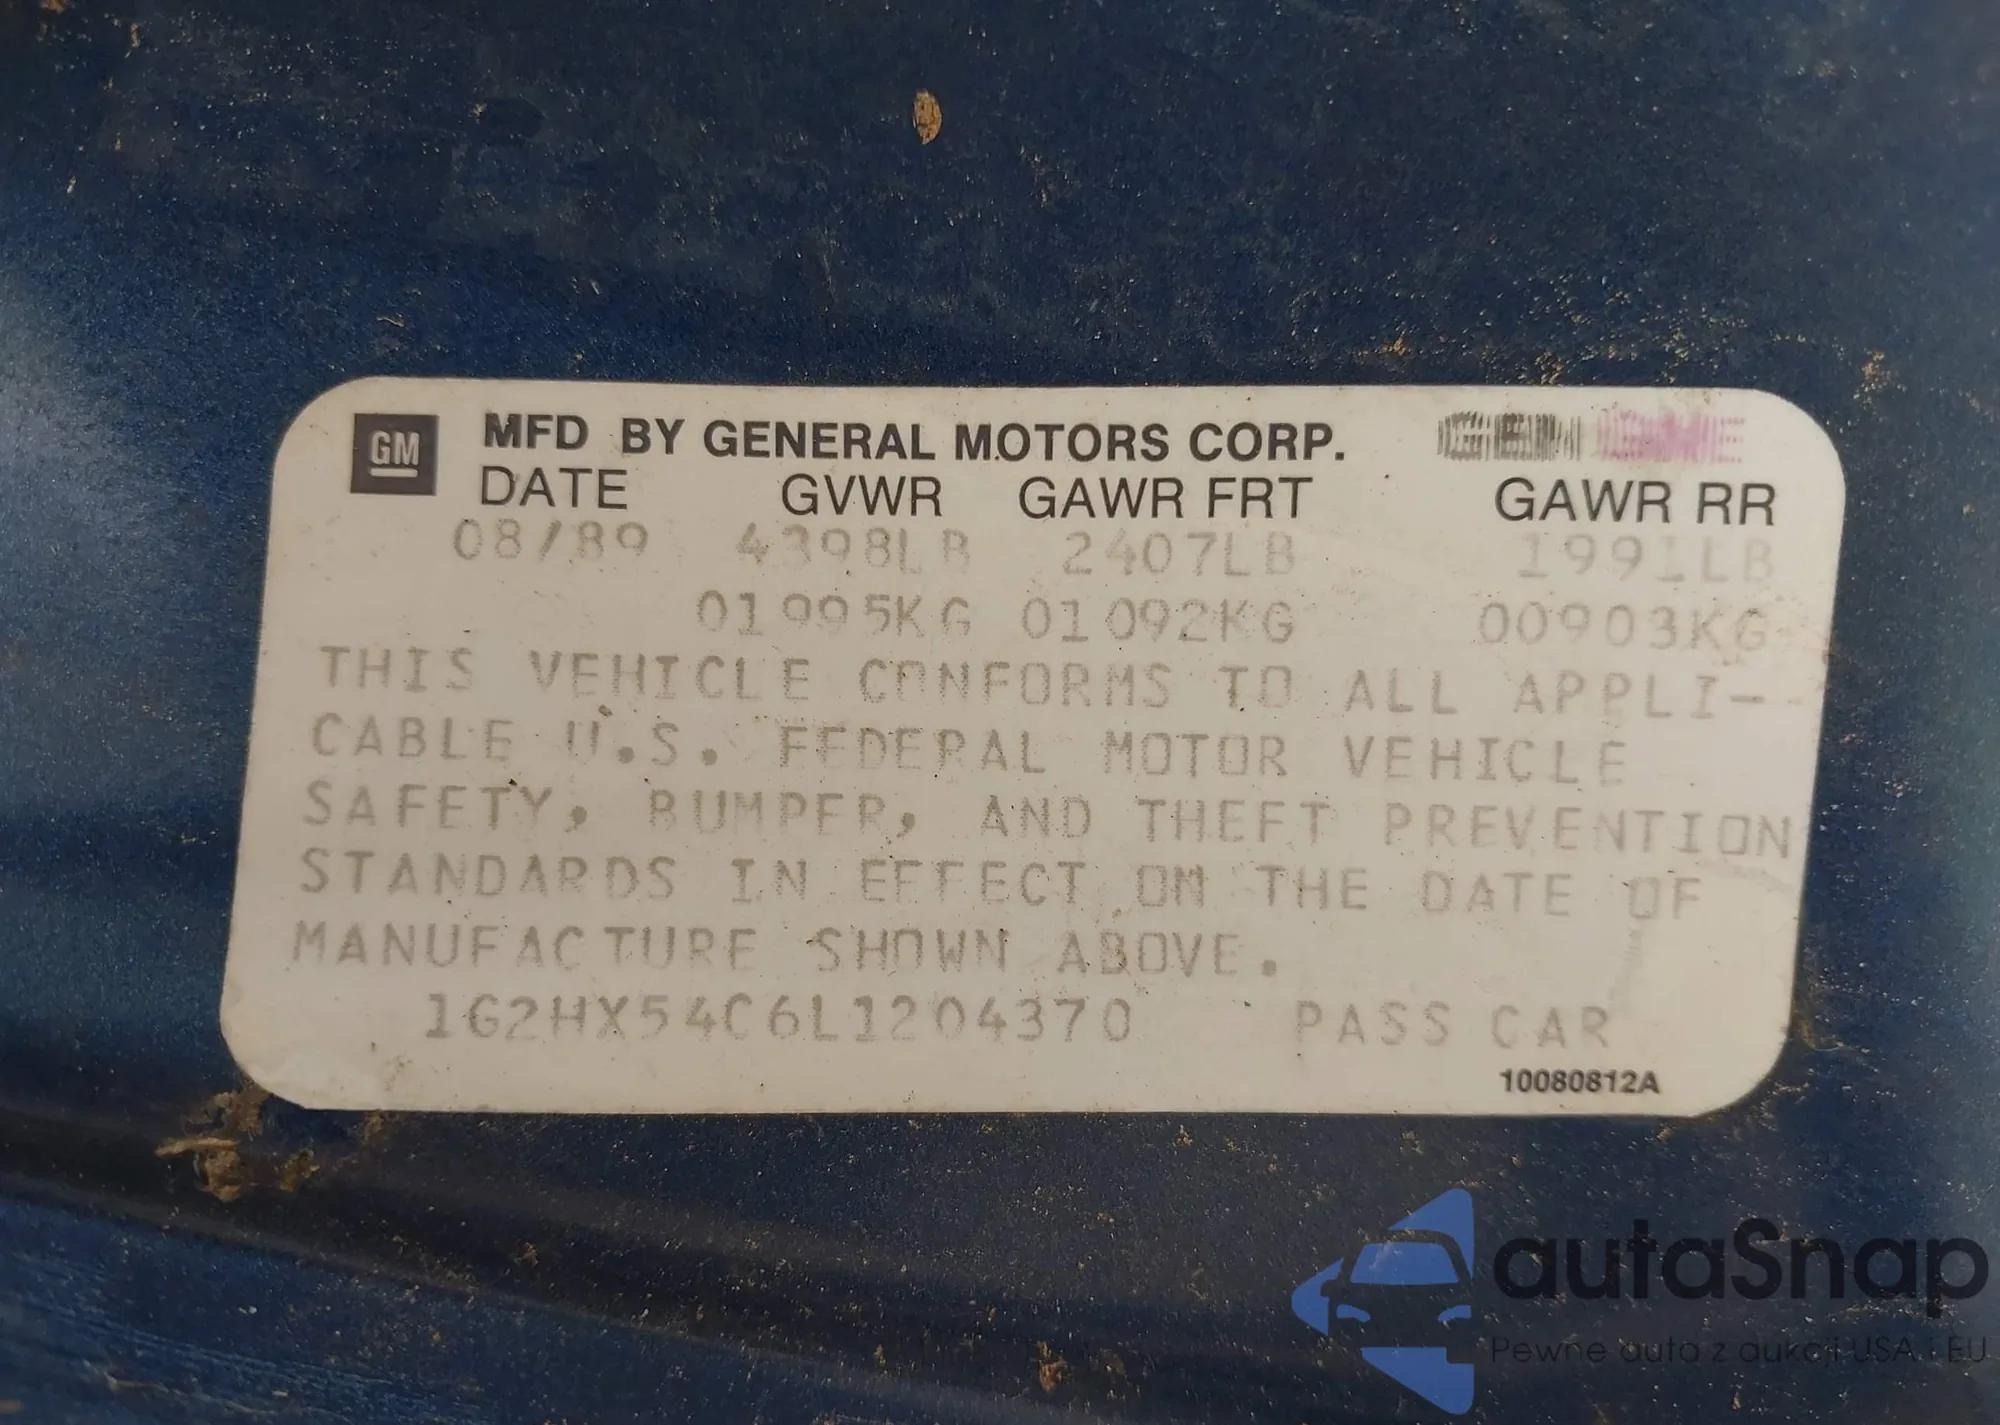 GM MFD BY GENERAL MOTORS CORP.
DATE GVWR GAWR FRT GAWR RR
08/89 4398LB 2407LB 1991LB
01995KG 01092KG 00903KG
THIS VEHICLE CONFORMS TO ALL APPLI-
CABLE U.S. FEDERAL MOTOR VEHICLE
SAFETY, BUMPER, AND THEFT PREVENTION
STANDARDS IN EFFECT ON THE DATE OF
MANUFACTURE SHOWN ABOVE.
1G2HX54C6L1204370 PASS CAR
10080812A
autaSnap
Pewne auta z aukcji USA i EU